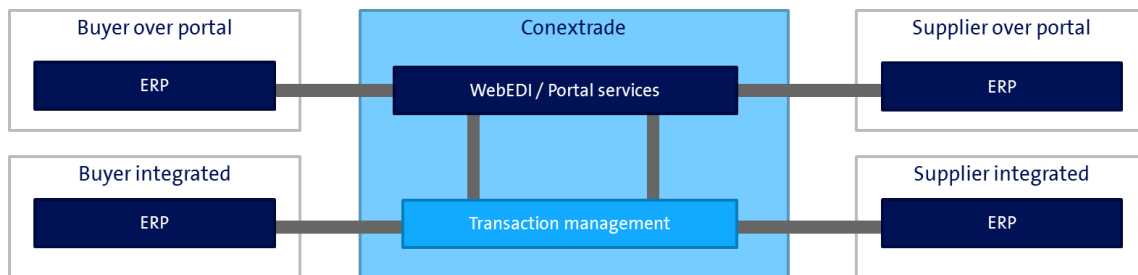 Buyer over portal
Conextrade
Supplier over portal
ERP
WebEDI / Portal services
ERP
Buyer integrated
Supplier integrated
ERP
Transaction management
ERP